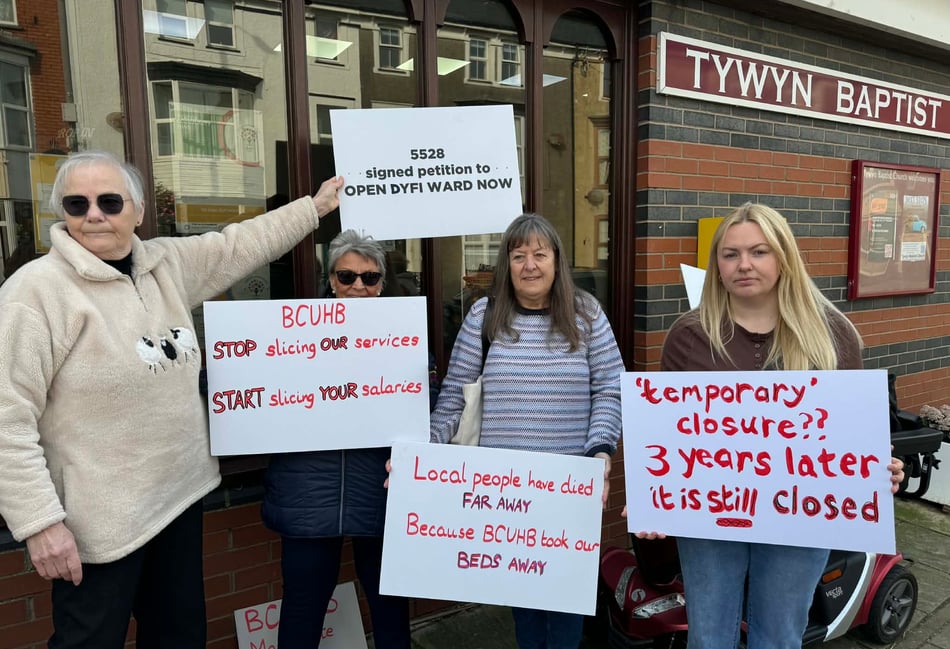 TYWYN BAPTIST
5528
signed petition to
OPEN DYFI WARD NOW
BCUHB
STOP slicing OUR services
START slicing YOUR salaries
Local people have died
FAR AWAY
Because BCUHB took our
BEDS AWAY
'temporary'
closure??
3 years later
it is still closed
vecta